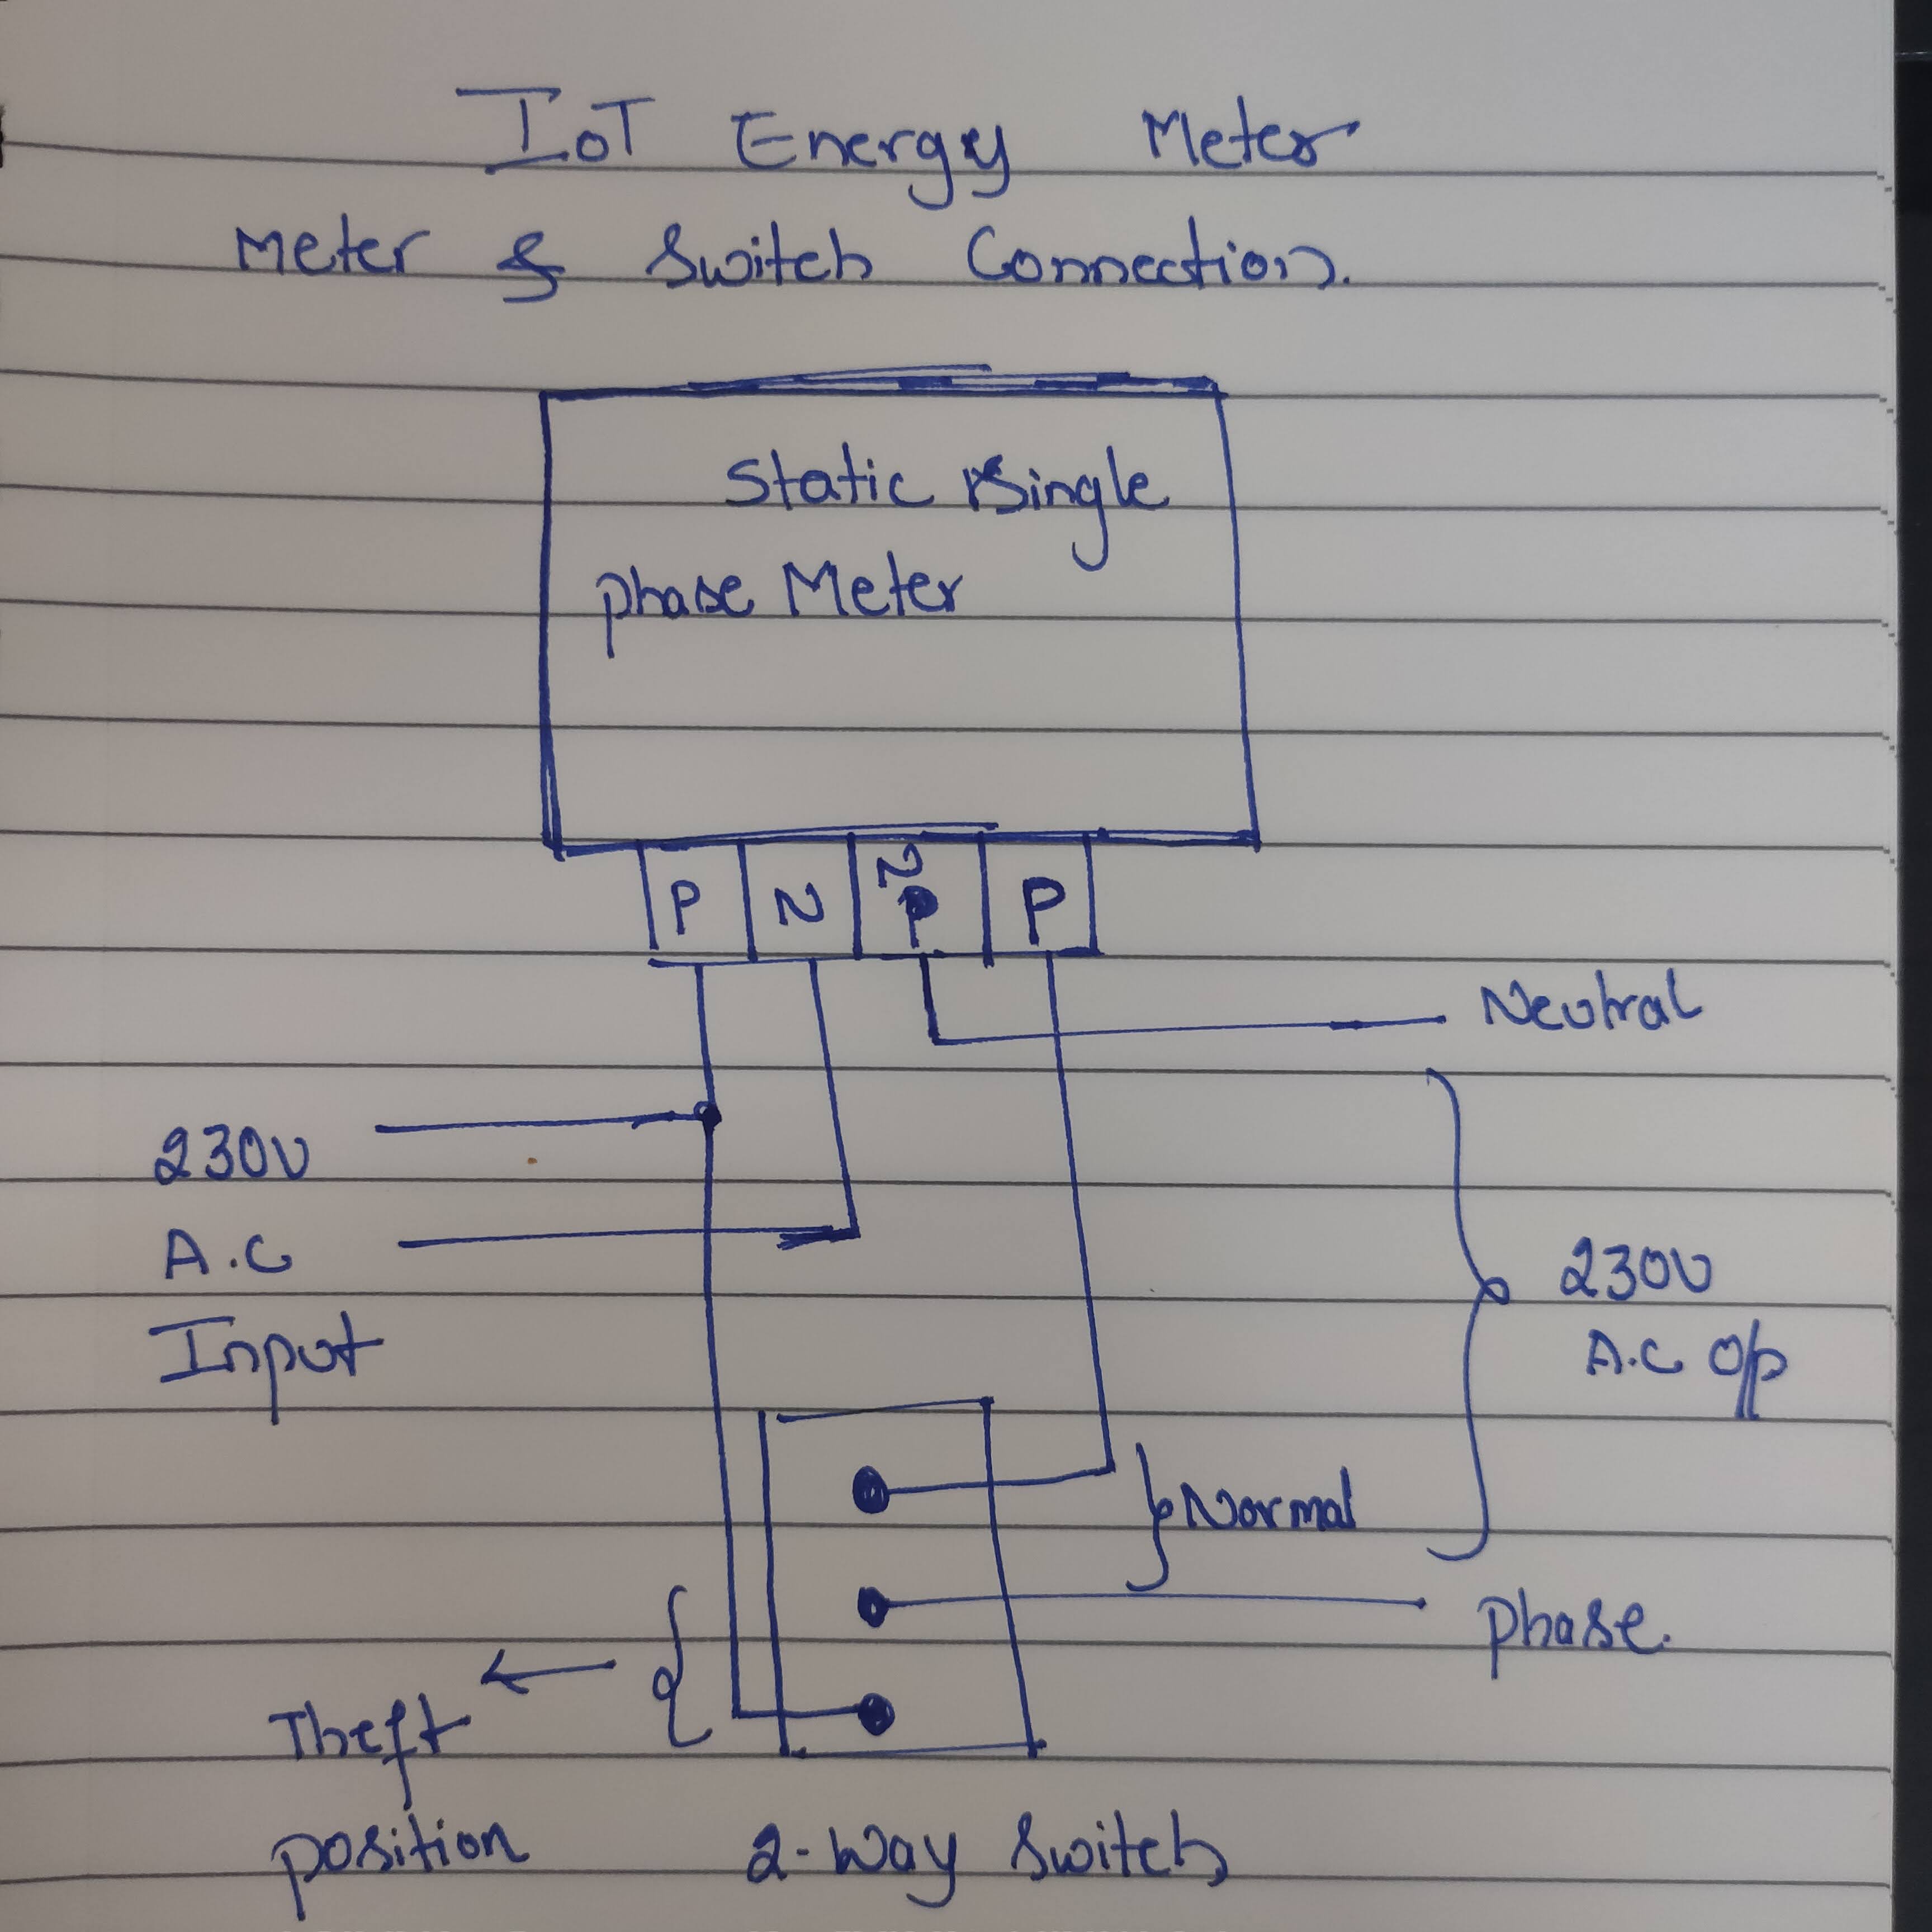 IoT Energy Meter
Meter & Switch Connection.
Static Single
phase Meter
P N N P
Neutral
230V
A.C
Input
230V
A.C O/p
Normal
Phase.
Theft
position
2-Way Switch